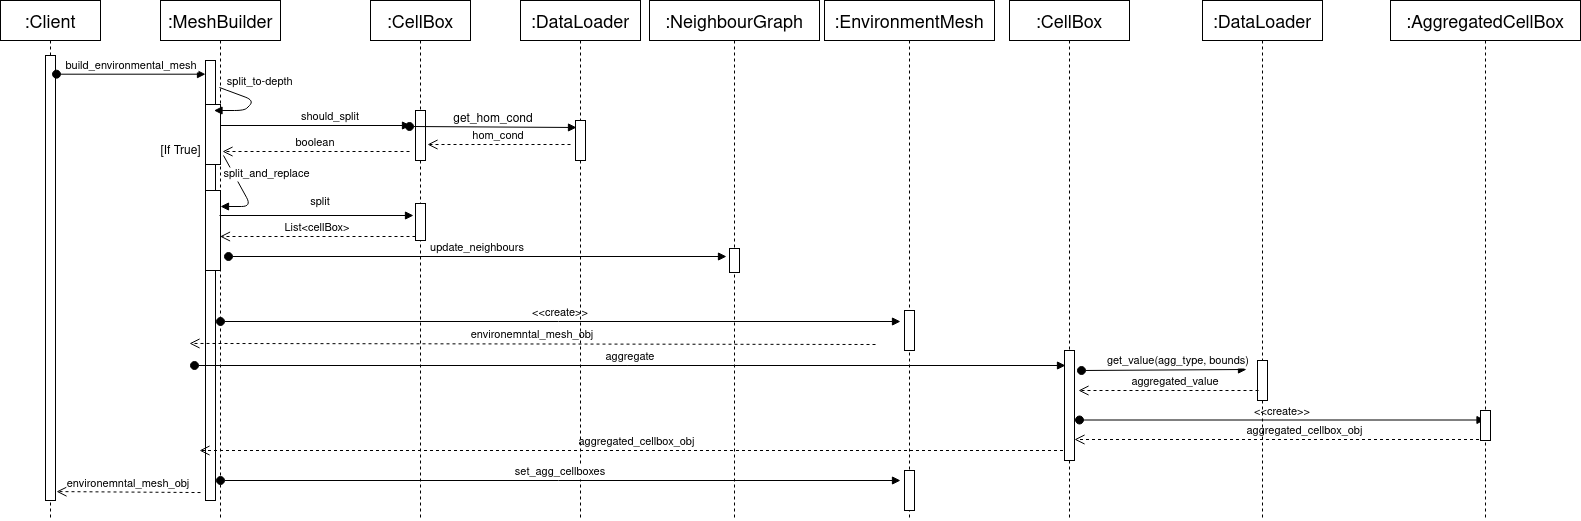 :Client
:MeshBuilder
:CellBox
:DataLoader
:NeighbourGraph
:EnvironmentMesh
:CellBox
:DataLoader
:AggregatedCellBox
build_environmental_mesh
split_to-depth
should_split
get_hom_cond
hom_cond
boolean
[If True]
split_and_replace
split
List<cellBox>
update_neighbours
<<create>>
environemntal_mesh_obj
aggregate
get_value(agg_type, bounds)
aggregated_value
<<create>>
aggregated_cellbox_obj
aggregated_cellbox_obj
set_agg_cellboxes
environemntal_mesh_obj